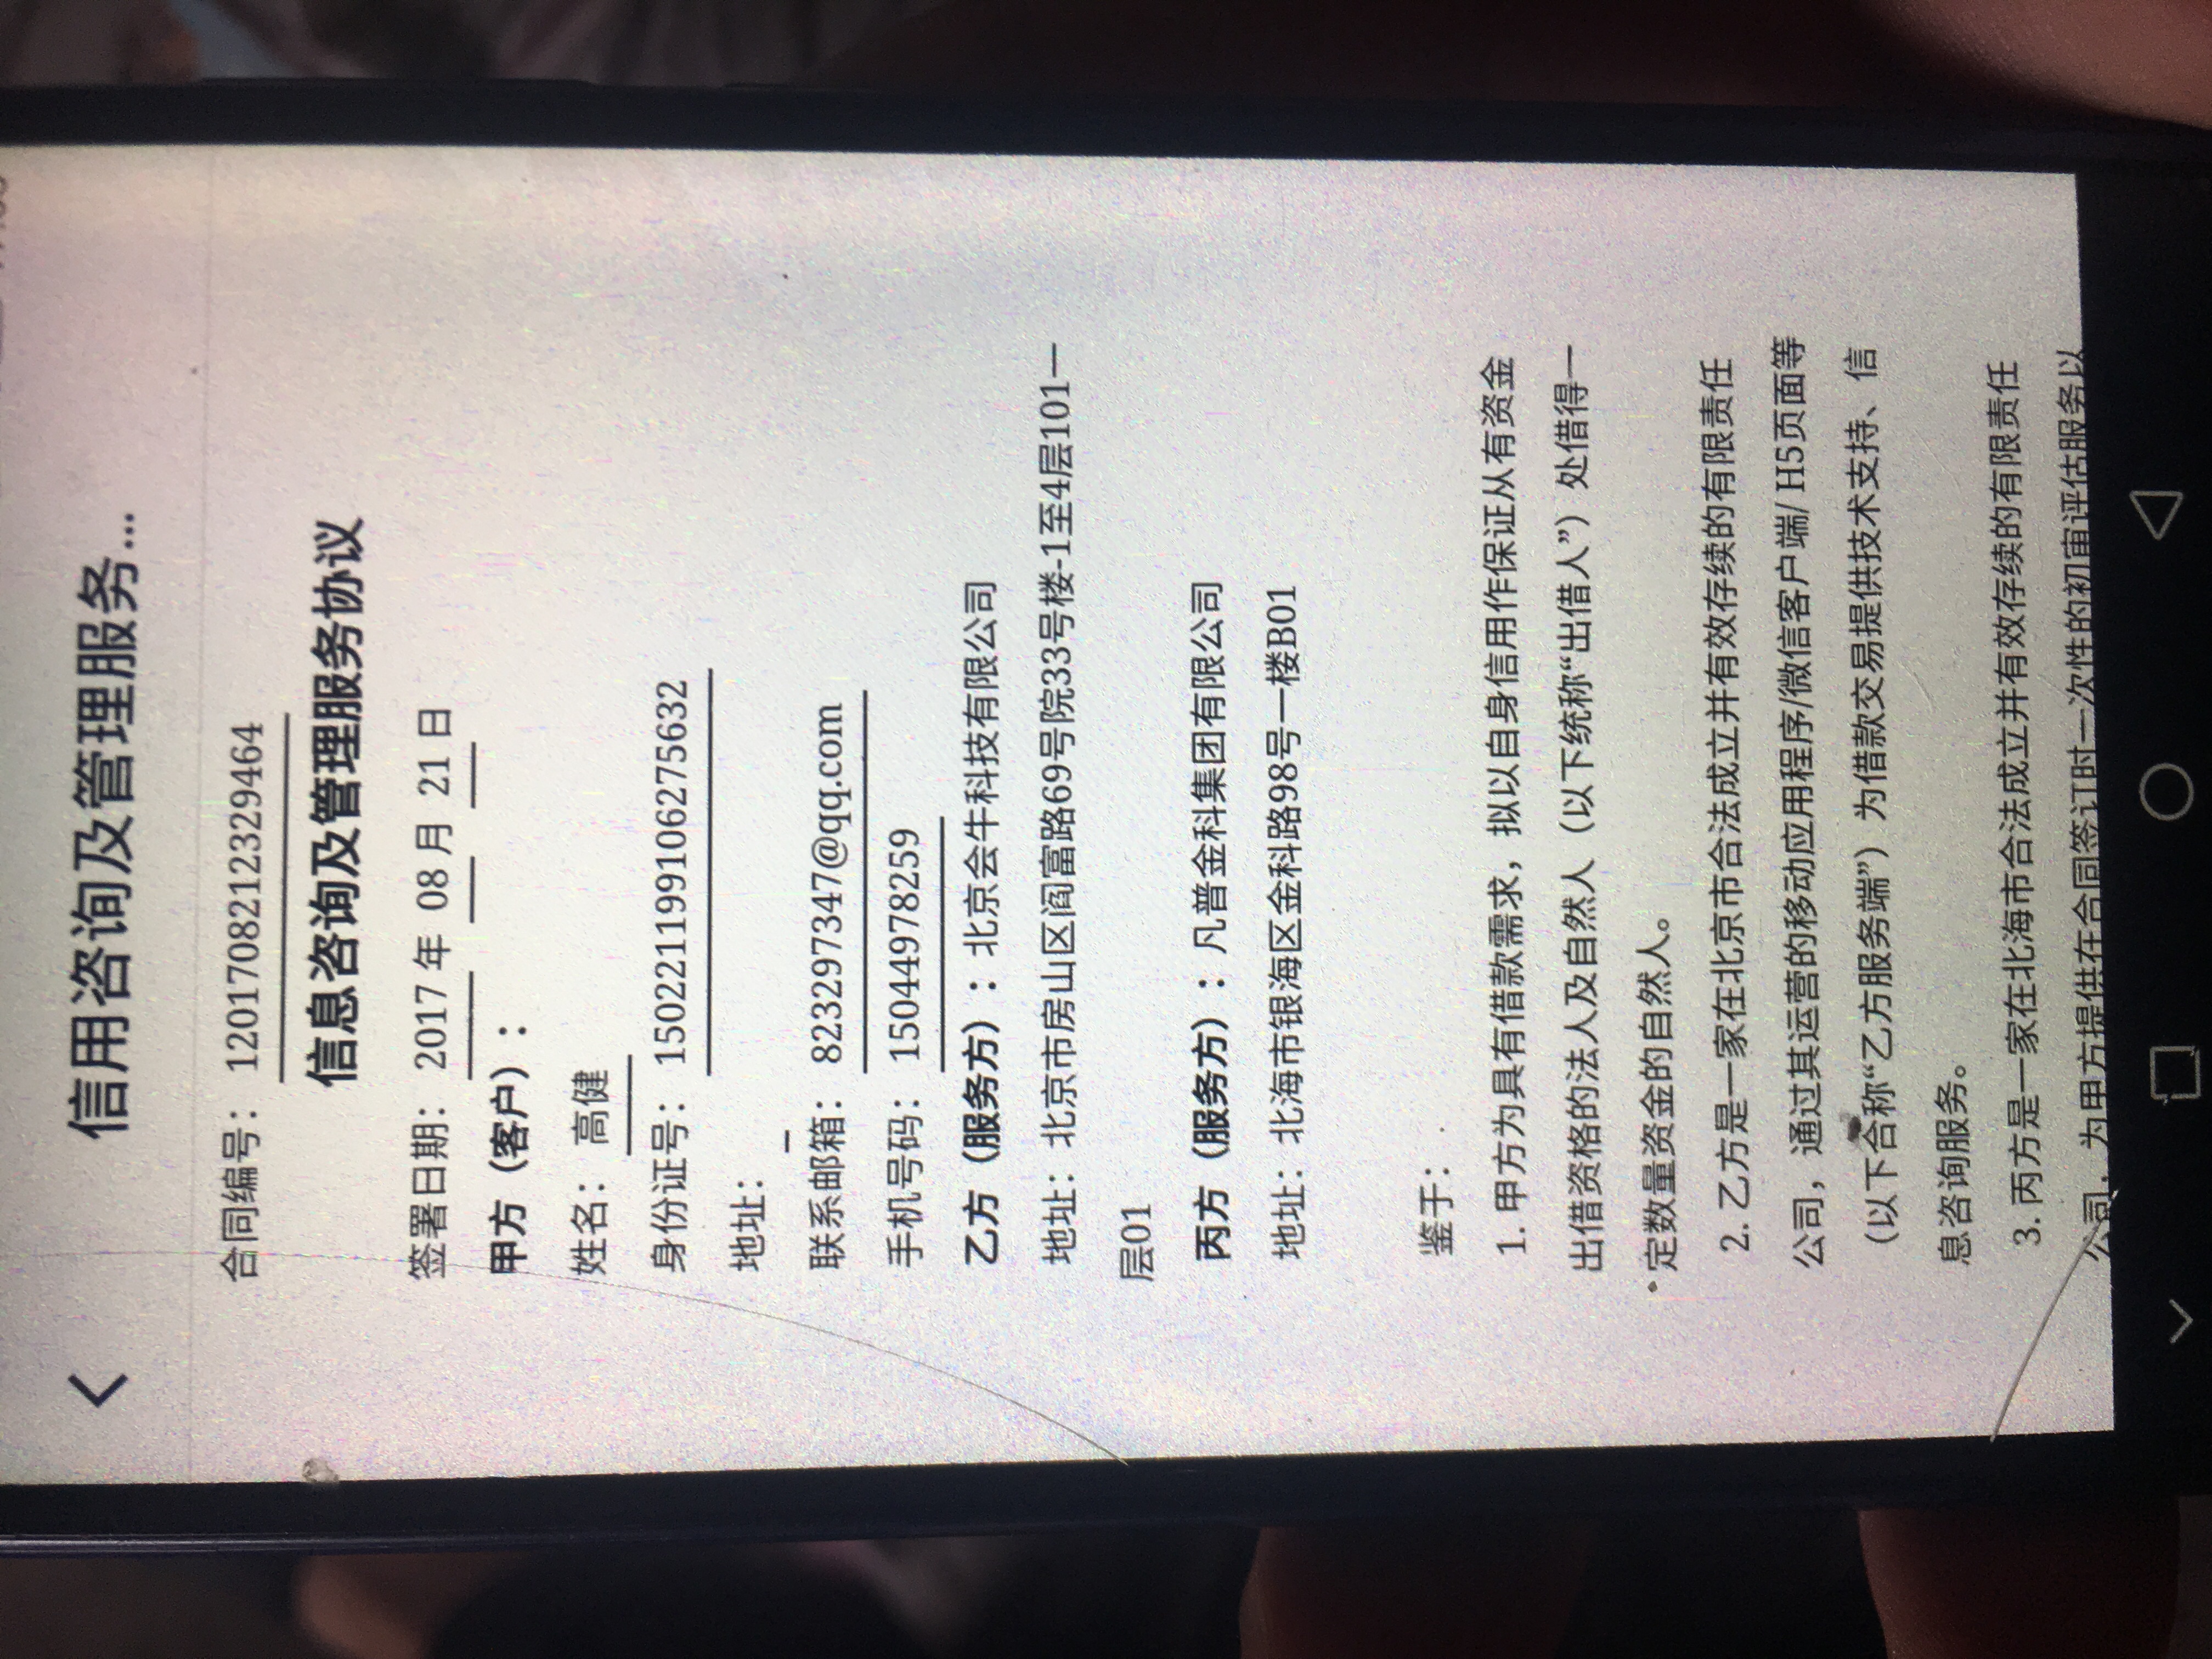 信用咨询及管理服务...
合同编号： 1201708212329464
信息咨询及管理服务协议
签署日期： 2017 年 08 月 21 日
甲方（客户）：
姓名： 高健
身份证号： 150221199106275632
地址：
联系邮箱： 823297347@qq.com
手机号码： 15044978259
乙方（服务方）：北京会牛科技有限公司
地址：北京市房山区阎富路69号院33号楼-1至4层101一
层01
丙方（服务方）：凡普金科集团有限公司
地址：北海市银海区金科路98号一楼B01
鉴于：
1. 甲方为具有借款需求，拟以自身信用作保证从有资金
出借资格的法人及自然人（以下统称“出借人”）处借得一
定数量资金的自然人。
2. 乙方是一家在北京市合法成立并有效存续的有限责任
公司，通过其运营的移动应用程序/微信客户端/ H5页面等
（以下合称“乙方服务端”）为借款交易提供技术支持、信
息咨询服务。
3. 丙方是一家在北海市合法成立并有效存续的有限责任
公司，为甲方提供在合同签订时一次性的初审评估服务以